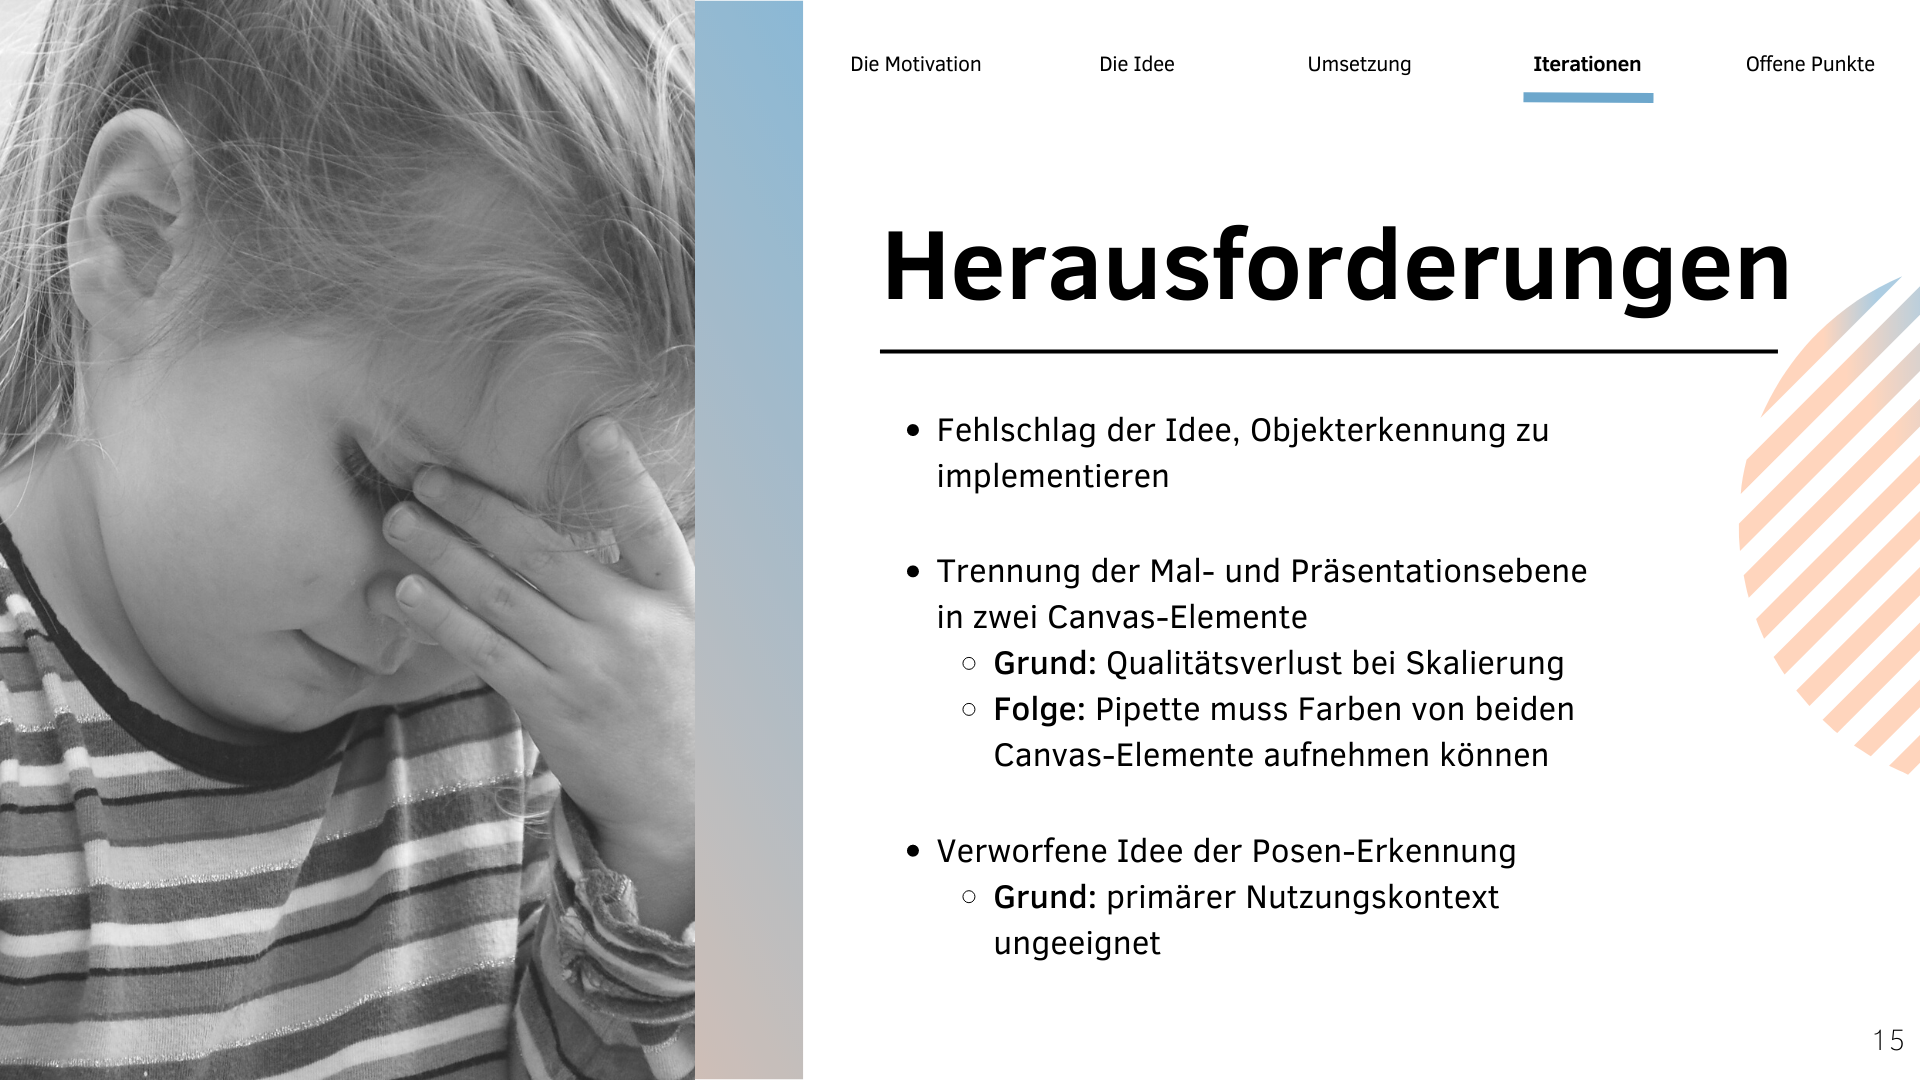 Die Motivation Die Idee Umsetzung Iterationen Offene Punkte
Herausforderungen
Fehlschlag der Idee, Objekterkennung zu
implementieren
Trennung der Mal- und Präsentationsebene
in zwei Canvas-Elemente
Grund: Qualitätsverlust bei Skalierung
Folge: Pipette muss Farben von beiden
Canvas-Elemente aufnehmen können
Verworfene Idee der Posen-Erkennung
Grund: primärer Nutzungskontext
ungeeignet
15